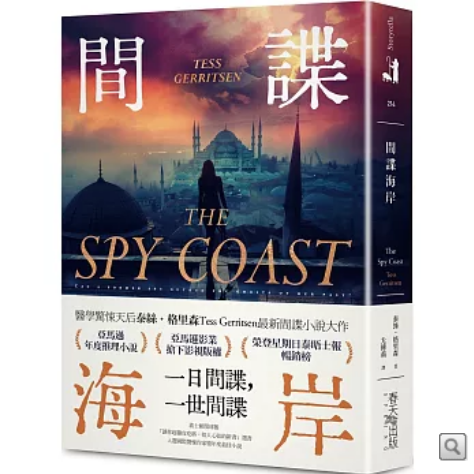 間諜
TESS
GERRITSEN
THE
SPY COAST
醫學驚悚天后泰絲・格里森Tess Gerritsen最新間諜小說大作
亞馬遜
年度推理小說
亞馬遜影業
搶下影視版權
榮登星期日泰晤士報
暢銷榜
海岸
一日間諜,
一世間諜
Storytella
214
間諜海岸
The
Spy Coast
Tess
Gerritsen
泰絲・格里森 著
春天出版